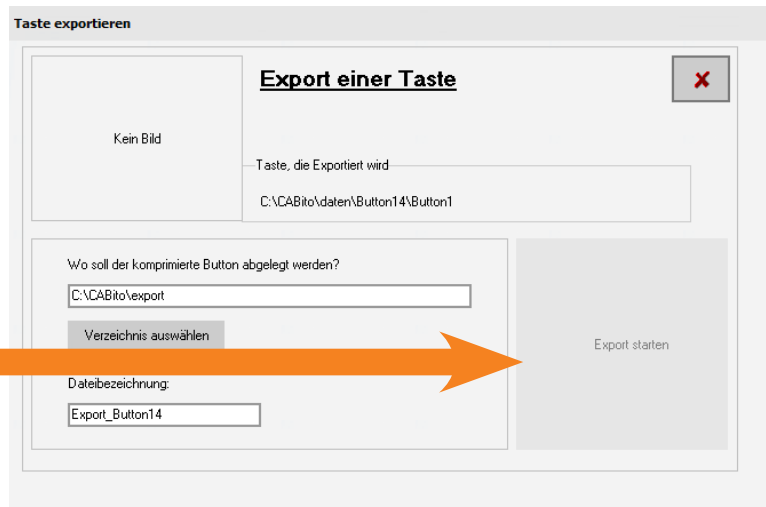 Taste exportieren
Export einer Taste
Kein Bild
Taste, die Exportiert wird
C:\CABito\daten\Button14\Button1
Wo soll der komprimierte Button abgelegt werden?
C:\CABito\export
Verzeichnis auswählen
Export starten
Dateibezeichnung:
Export_Button14